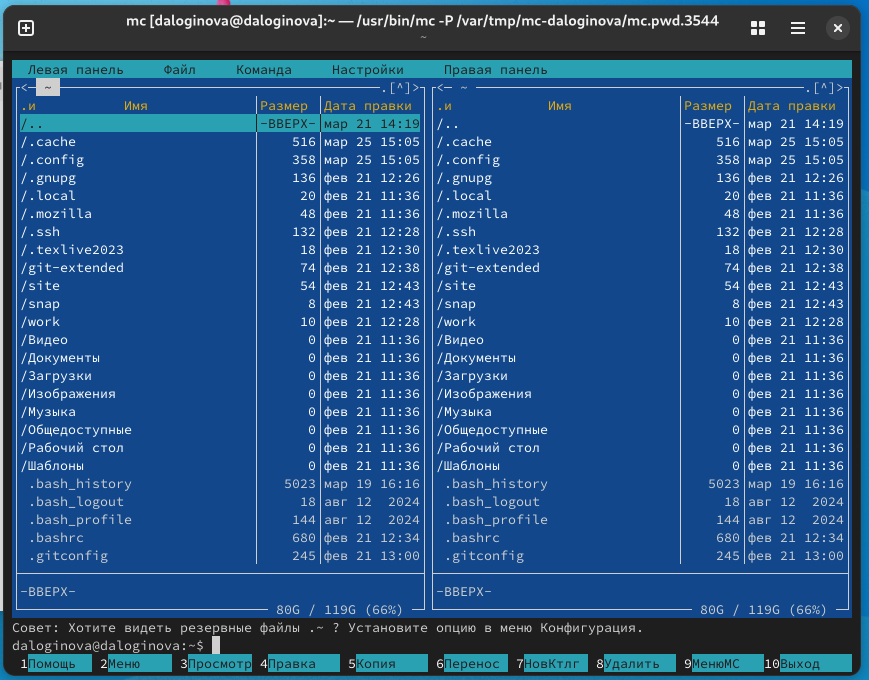 mc [daloginova@daloginova]:~ — /usr/bin/mc -P /var/tmp/mc-daloginova/mc.pwd.3544
~
Левая панель Файл Команда Настройки Правая панель
<— ~ .[^]> <— ~ .[^]>
.и Имя Размер Дата правки .и Имя Размер Дата правки
/.. -ВВЕРХ- мар 21 14:19 /.. -ВВЕРХ- мар 21 14:19
/.cache 516 мар 25 15:05 /.cache 516 мар 25 15:05
/.config 358 мар 25 15:05 /.config 358 мар 25 15:05
/.gnupg 136 фев 21 12:26 /.gnupg 136 фев 21 12:26
/.local 20 фев 21 11:36 /.local 20 фев 21 11:36
/.mozilla 48 фев 21 11:36 /.mozilla 48 фев 21 11:36
/.ssh 132 фев 21 12:28 /.ssh 132 фев 21 12:28
/.texlive2023 18 фев 21 12:30 /.texlive2023 18 фев 21 12:30
/git-extended 74 фев 21 12:38 /git-extended 74 фев 21 12:38
/site 54 фев 21 12:43 /site 54 фев 21 12:43
/snap 8 фев 21 12:43 /snap 8 фев 21 12:43
/work 10 фев 21 12:28 /work 10 фев 21 12:28
/Видео 0 фев 21 11:36 /Видео 0 фев 21 11:36
/Документы 0 фев 21 11:36 /Документы 0 фев 21 11:36
/Загрузки 0 фев 21 11:36 /Загрузки 0 фев 21 11:36
/Изображения 0 фев 21 11:36 /Изображения 0 фев 21 11:36
/Музыка 0 фев 21 11:36 /Музыка 0 фев 21 11:36
/Общедоступные 0 фев 21 11:36 /Общедоступные 0 фев 21 11:36
/Рабочий стол 0 фев 21 11:36 /Рабочий стол 0 фев 21 11:36
/Шаблоны 0 фев 21 11:36 /Шаблоны 0 фев 21 11:36
.bash_history 5023 мар 19 16:16 .bash_history 5023 мар 19 16:16
.bash_logout 18 авг 12 2024 .bash_logout 18 авг 12 2024
.bash_profile 144 авг 12 2024 .bash_profile 144 авг 12 2024
.bashrc 680 фев 21 12:34 .bashrc 680 фев 21 12:34
.gitconfig 245 фев 21 13:00 .gitconfig 245 фев 21 13:00
-ВВЕРХ- -ВВЕРХ-
80G / 119G (66%) 80G / 119G (66%)
Совет: Хотите видеть резервные файлы .~ ? Установите опцию в меню Конфигурация.
daloginova@daloginova:~$
1Помощь 2Меню 3Просмотр 4Правка 5Копия 6Перенос 7НовКтлг 8Удалить 9МенюMC 10Выход